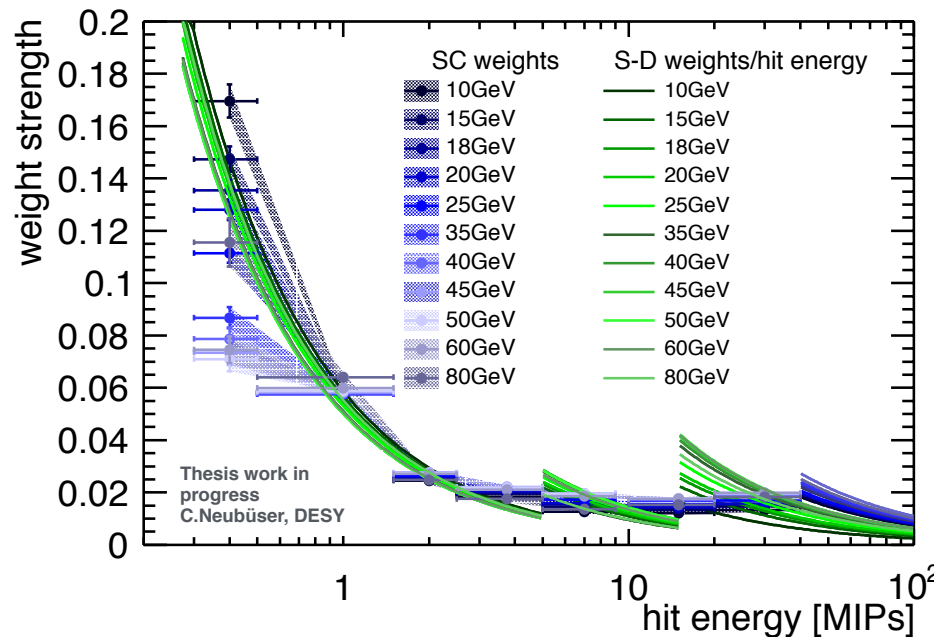 weight strength
0.2
0.18
0.16
0.14
0.12
0.1
0.08
0.06
0.04
0.02
0
SC weights
10GeV
15GeV
18GeV
20GeV
25GeV
35GeV
40GeV
45GeV
50GeV
60GeV
80GeV
S-D weights/hit energy
10GeV
15GeV
18GeV
20GeV
25GeV
35GeV
40GeV
45GeV
50GeV
60GeV
80GeV
Thesis work in
progress
C.Neubüser, DESY
1
10
10²
hit energy [MIPs]